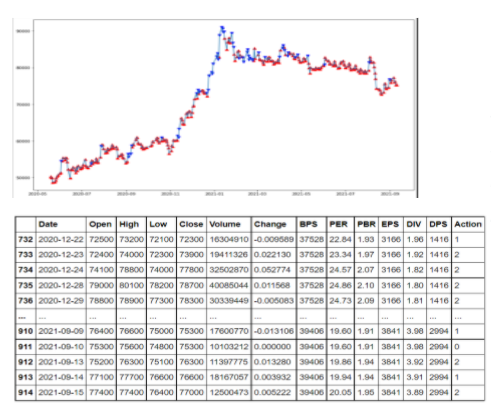 90000
80000
70000
60000
50000
2020-05 2020-07 2020-09 2020-11 2021-01 2021-03 2021-05 2021-07 2021-09
Date Open High Low Close Volume Change BPS PER PBR EPS DIV DPS Action
732 2020-12-22 72500 73200 72100 72300 16304910 -0.009589 37528 22.84 1.93 3166 1.96 1416 1
733 2020-12-23 72400 74000 72300 73900 19411326 0.022130 37528 23.34 1.97 3166 1.92 1416 2
734 2020-12-24 74100 78800 74000 77800 32502870 0.052774 37528 24.57 2.07 3166 1.82 1416 2
735 2020-12-28 79000 80100 78200 78700 40085044 0.011568 37528 24.86 2.10 3166 1.80 1416 2
736 2020-12-29 78800 78900 77300 78300 30339449 -0.005083 37528 24.73 2.09 3166 1.81 1416 2
... ... ... ... ... ... ... ... ... ... ... ... ... ... ...
910 2021-09-09 76400 76600 75000 75300 17600770 -0.013106 39406 19.60 1.91 3841 3.98 2994 1
911 2021-09-10 75300 75600 74800 75300 10103212 0.000000 39406 19.60 1.91 3841 3.98 2994 0
912 2021-09-13 75200 76300 75100 76300 11397775 0.013280 39406 19.86 1.94 3841 3.92 2994 2
913 2021-09-14 77100 77700 76600 76600 18167057 0.003932 39406 19.94 1.94 3841 3.91 2994 1
914 2021-09-15 77400 77400 76400 77000 12500473 0.005222 39406 20.05 1.95 3841 3.89 2994 2